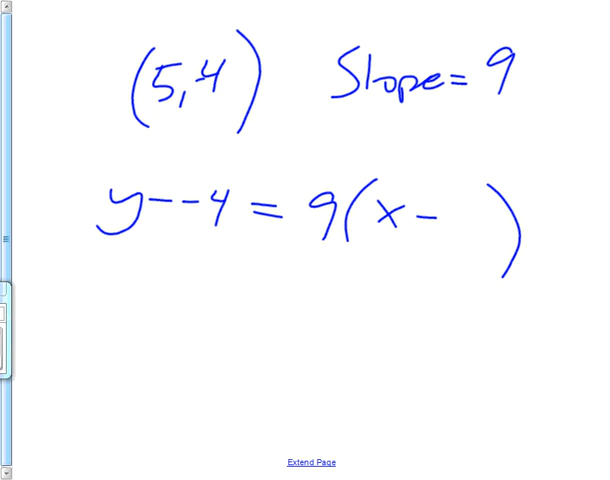 (5,-4) Slope = 9
y - -4 = 9(x - )
Extend Page